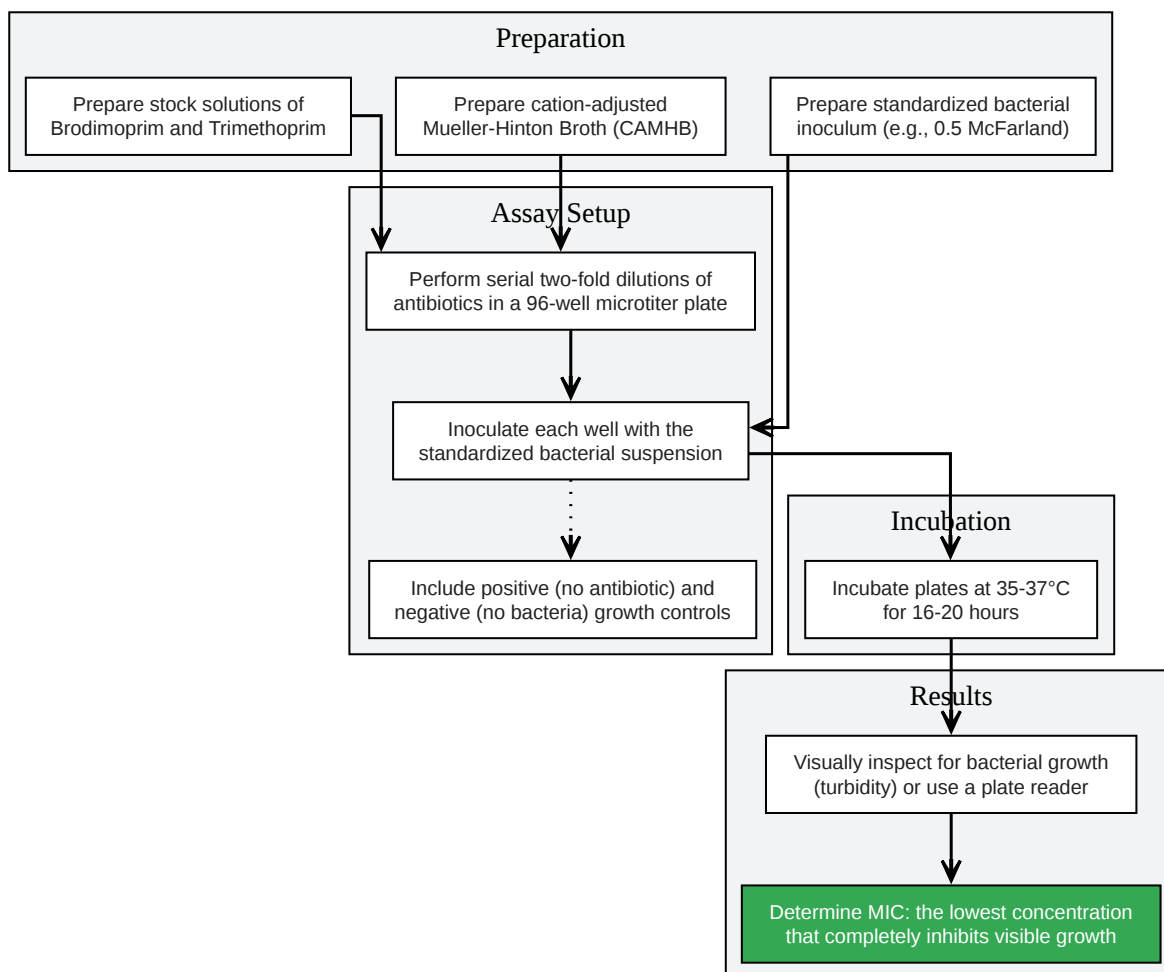 Preparation
Prepare stock solutions of
Brodimoprim and Trimethoprim
Prepare cation-adjusted
Mueller-Hinton Broth (CAMHB)
Prepare standardized bacterial
inoculum (e.g., 0.5 McFarland)
Assay Setup
Perform serial two-fold dilutions of
antibiotics in a 96-well microtiter plate
Inoculate each well with the
standardized bacterial suspension
Include positive (no antibiotic) and
negative (no bacteria) growth controls
Incubation
Incubate plates at 35-37°C
for 16-20 hours
Results
Visually inspect for bacterial growth
(turbidity) or use a plate reader
Determine MIC: the lowest concentration
that completely inhibits visible growth